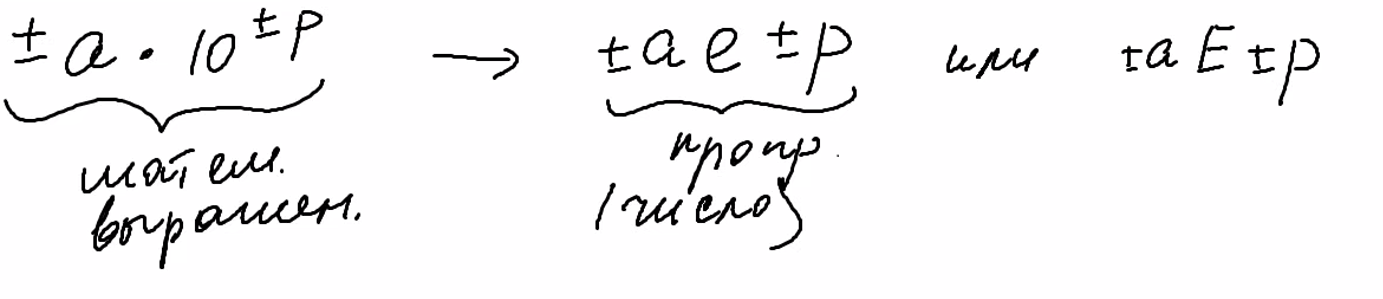 ±a · 10^±p → ±a e ±p или ±a E ±p
матем. прогр.
выражен. (число)